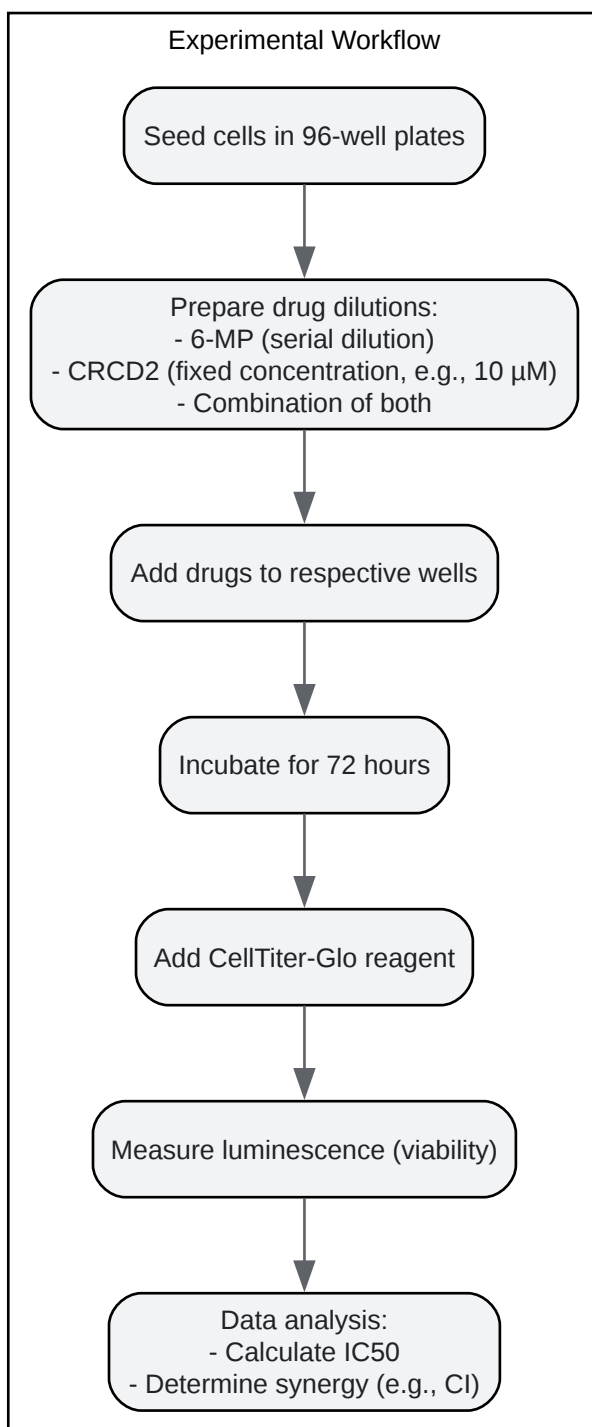 Experimental Workflow
Seed cells in 96-well plates
Prepare drug dilutions:
- 6-MP (serial dilution)
- CRCD2 (fixed concentration, e.g., 10 µM)
- Combination of both
Add drugs to respective wells
Incubate for 72 hours
Add CellTiter-Glo reagent
Measure luminescence (viability)
Data analysis:
- Calculate IC50
- Determine synergy (e.g., CI)